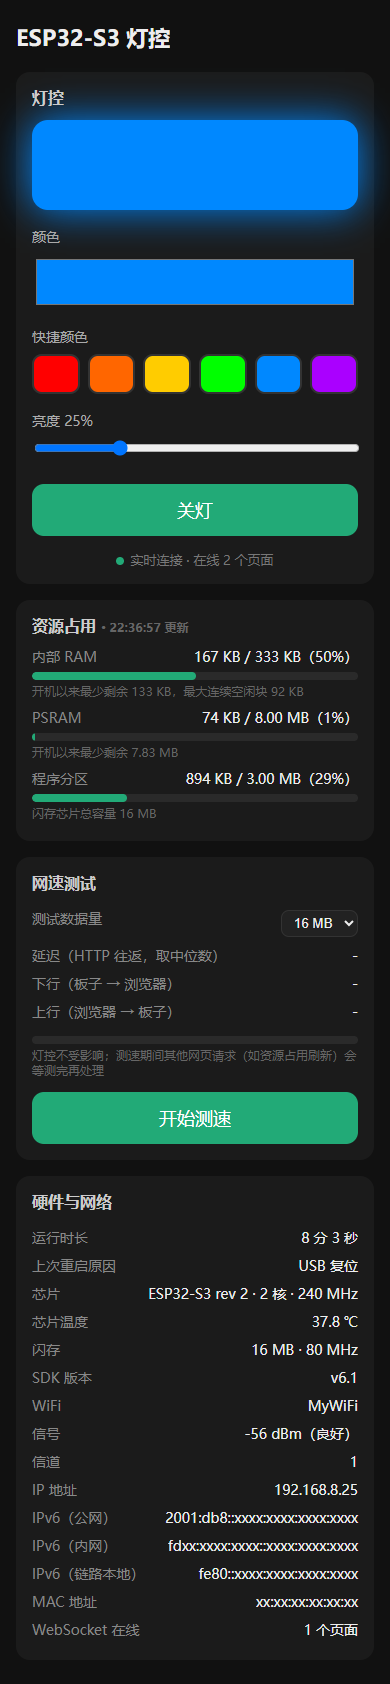 ESP32-S3 灯控
灯控
颜色
快捷颜色
亮度 25%
关灯
实时连接 · 在线 2 个页面
资源占用 · 22:36:57 更新
内部 RAM 167 KB / 333 KB（50%）
开机以来最少剩余 133 KB，最大连续空闲块 92 KB
PSRAM 74 KB / 8.00 MB（1%）
开机以来最少剩余 7.83 MB
程序分区 894 KB / 3.00 MB（29%）
闪存芯片总容量 16 MB
网速测试
测试数据量 16 MB
延迟（HTTP 往返，取中位数） -
下行（板子 → 浏览器） -
上行（浏览器 → 板子） -
灯控不受影响；测速期间其他网页请求（如资源占用刷新）会
等测完再处理
开始测速
硬件与网络
运行时长 8 分 3 秒
上次重启原因 USB 复位
芯片 ESP32-S3 rev 2 · 2 核 · 240 MHz
芯片温度 37.8 ℃
闪存 16 MB · 80 MHz
SDK 版本 v6.1
WiFi MyWiFi
信号 -56 dBm（良好）
信道 1
IP 地址 192.168.8.25
IPv6（公网） 2001:db8::xxxx:xxxx:xxxx:xxxx
IPv6（内网） fdxx:xxxx:xxxx::xxxx:xxxx:xxxx
IPv6（链路本地） fe80::xxxx:xxxx:xxxx:xxxx
MAC 地址 xx:xx:xx:xx:xx:xx
WebSocket 在线 1 个页面